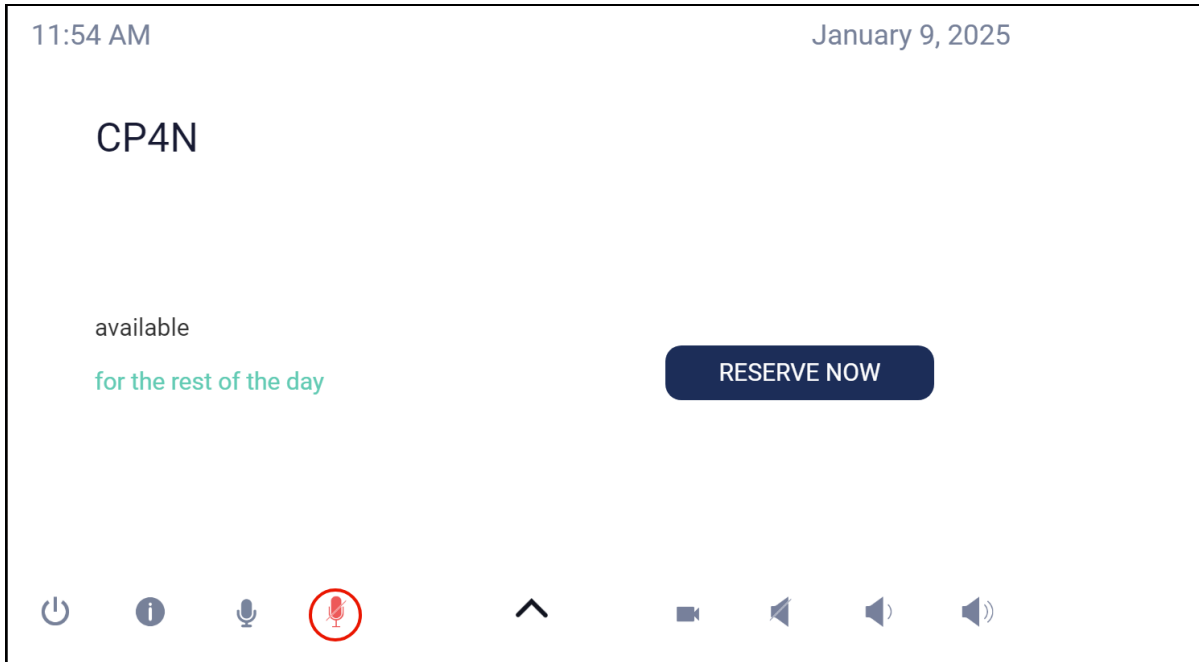 11:54 AM
January 9, 2025
CP4N
available
for the rest of the day
RESERVE NOW